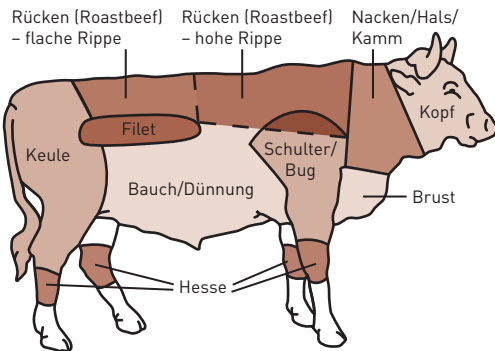 Rücken (Roastbeef)
– flache Rippe
Rücken (Roastbeef)
– hohe Rippe
Nacken/Hals/
Kamm
Kopf
Filet
Keule
Schulter/
Bug
Bauch/Dünnung
Brust
Hesse